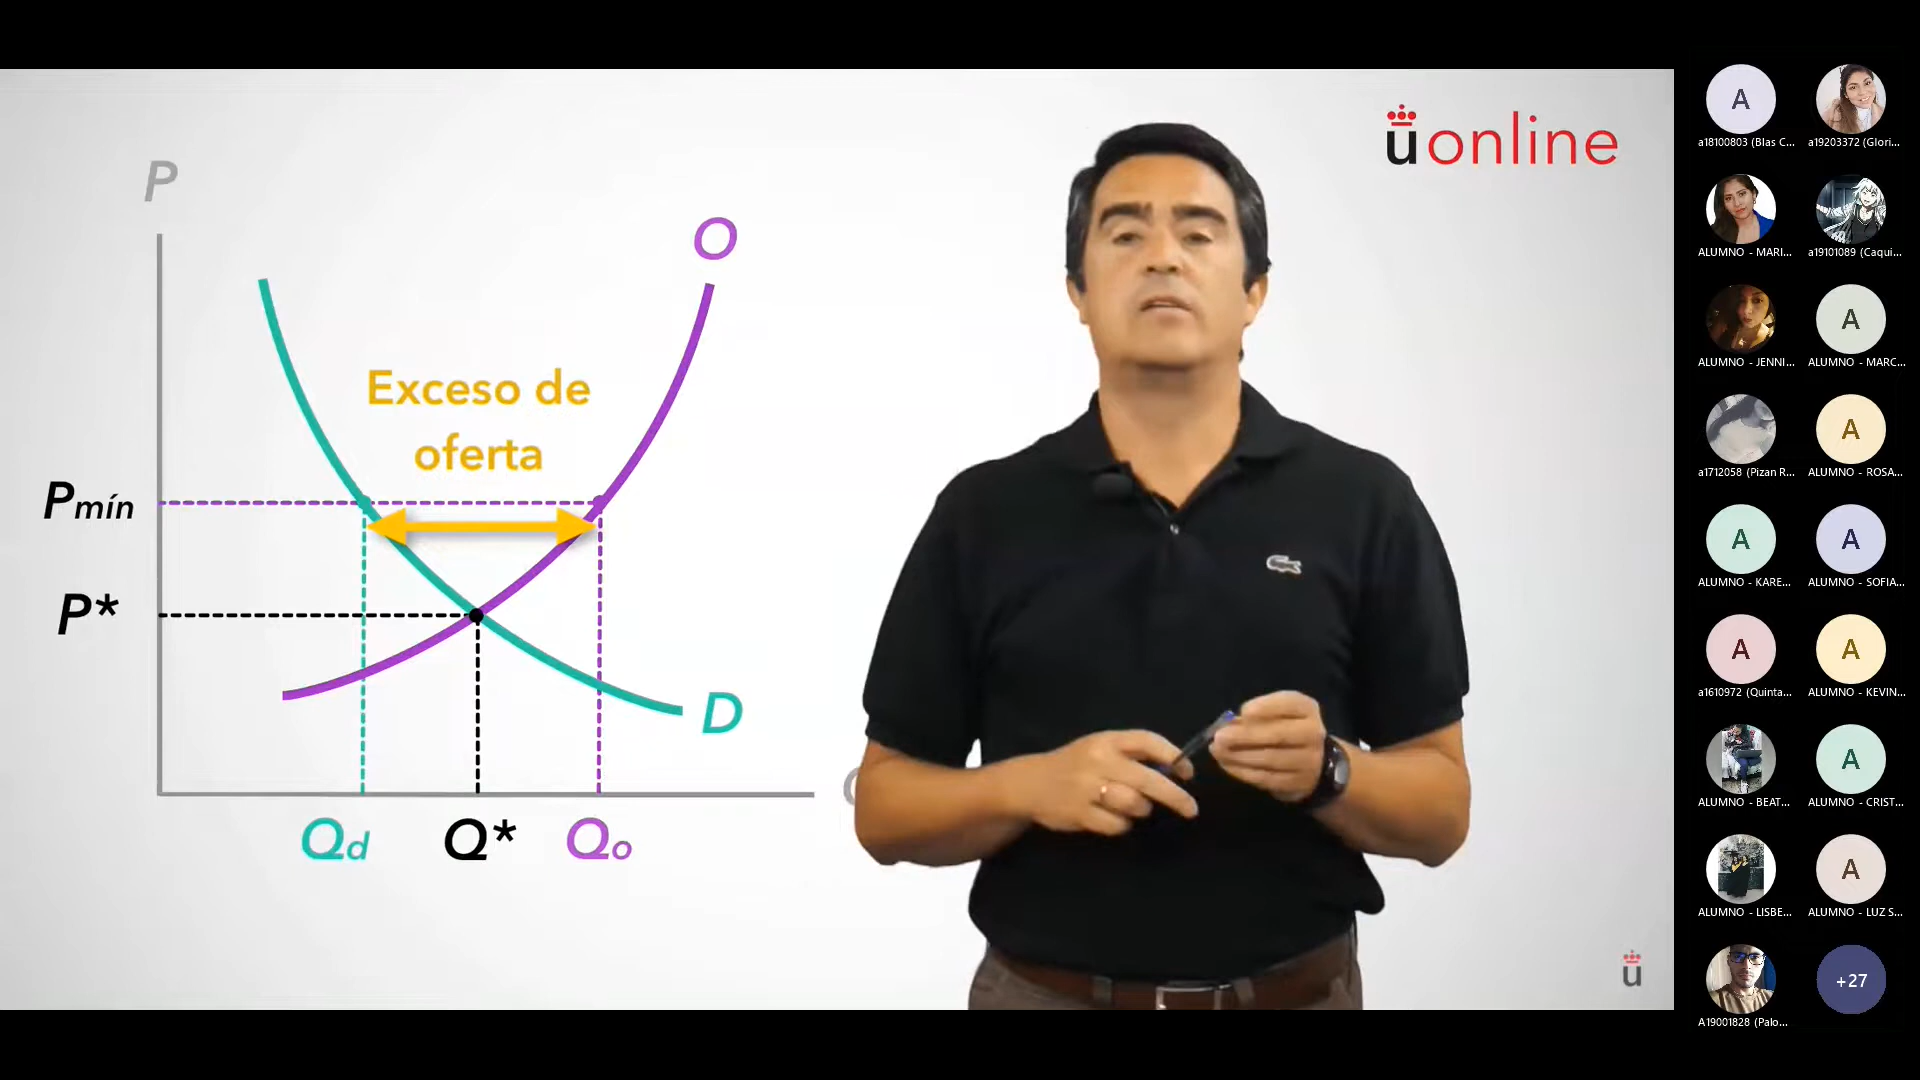 P
uonline
O
Exceso de
oferta
Pmín
P*
D
Qd
Q*
Qo
u
A
a18100803 (Blas C...
a19203372 (Glori...
ALUMNO - MARI...
a19101089 (Caqui...
A
ALUMNO - JENNI...
ALUMNO - MARC...
A
a1712058 (Pizan R...
ALUMNO - ROSA...
A
A
ALUMNO - KARE...
ALUMNO - SOFIA...
A
A
a1610972 (Quinta...
ALUMNO - KEVIN...
A
ALUMNO - BEAT...
ALUMNO - CRIST...
A
ALUMNO - LISBE...
ALUMNO - LUZ S...
+27
A19001828 (Palo...